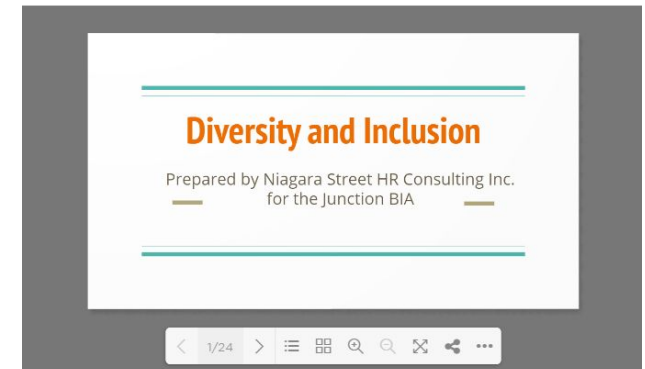 Diversity and Inclusion
Prepared by Niagara Street HR Consulting Inc.
for the Junction BIA
1/24